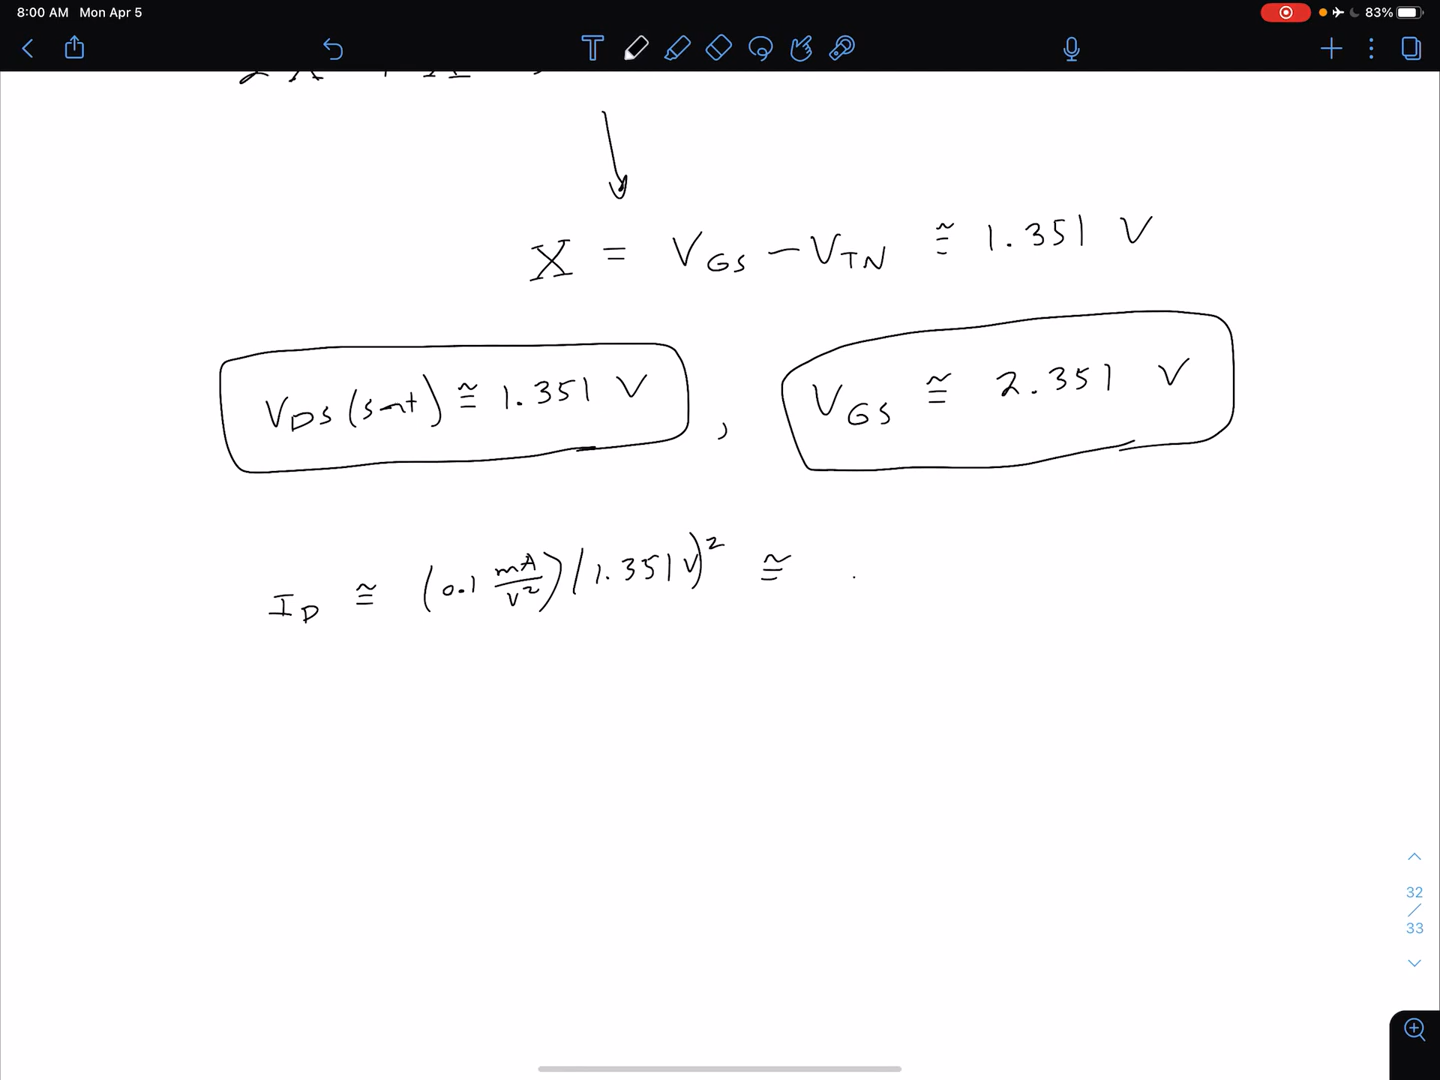 8:00 AM Mon Apr 5
83%
T
X = V_GS - V_TN ≅ 1.351 V
V_DS (sat) ≅ 1.351 V , V_GS ≅ 2.351 V
I_D ≅ (0.1 mA/V²)(1.351 V)² ≅ .
32
/
33